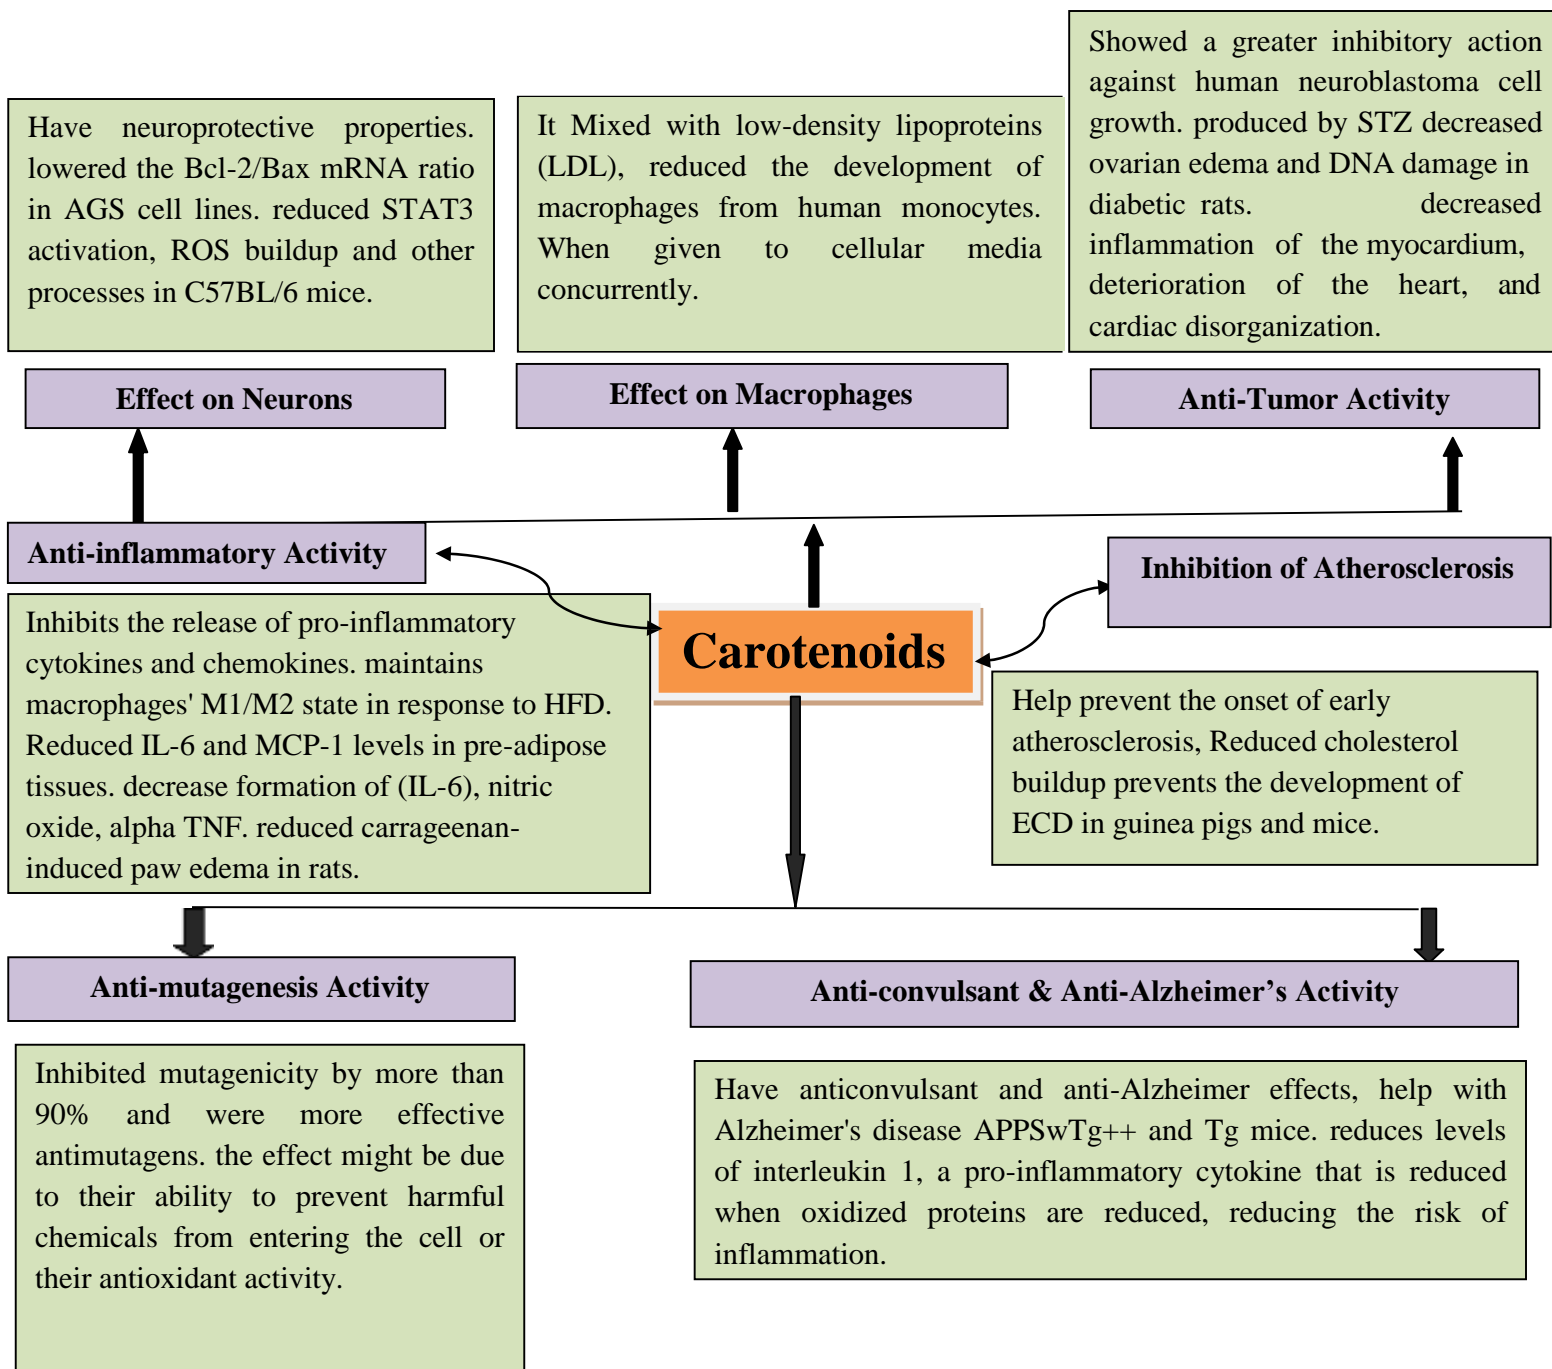 Have neuroprotective properties.
lowered the Bcl-2/Bax mRNA ratio
in AGS cell lines. reduced STAT3
activation, ROS buildup and other
processes in C57BL/6 mice.
Effect on Neurons
It Mixed with low-density lipoproteins
(LDL), reduced the development of
macrophages from human monocytes.
When given to cellular media
concurrently.
Effect on Macrophages
Showed a greater inhibitory action
against human neuroblastoma cell
growth. produced by STZ decreased
ovarian edema and DNA damage in
diabetic rats. decreased
inflammation of the myocardium,
deterioration of the heart, and
cardiac disorganization.
Anti-Tumor Activity
Anti-inflammatory Activity
Inhibits the release of pro-inflammatory
cytokines and chemokines. maintains
macrophages' M1/M2 state in response to HFD.
Reduced IL-6 and MCP-1 levels in pre-adipose
tissues. decrease formation of (IL-6), nitric
oxide, alpha TNF. reduced carrageenan-
induced paw edema in rats.
Carotenoids
Inhibition of Atherosclerosis
Help prevent the onset of early
atherosclerosis, Reduced cholesterol
buildup prevents the development of
ECD in guinea pigs and mice.
Anti-mutagenesis Activity
Inhibited mutagenicity by more than
90% and were more effective
antimutagens. the effect might be due
to their ability to prevent harmful
chemicals from entering the cell or
their antioxidant activity.
Anti-convulsant & Anti-Alzheimer’s Activity
Have anticonvulsant and anti-Alzheimer effects, help with
Alzheimer's disease APPSwTg++ and Tg mice. reduces levels
of interleukin 1, a pro-inflammatory cytokine that is reduced
when oxidized proteins are reduced, reducing the risk of
inflammation.